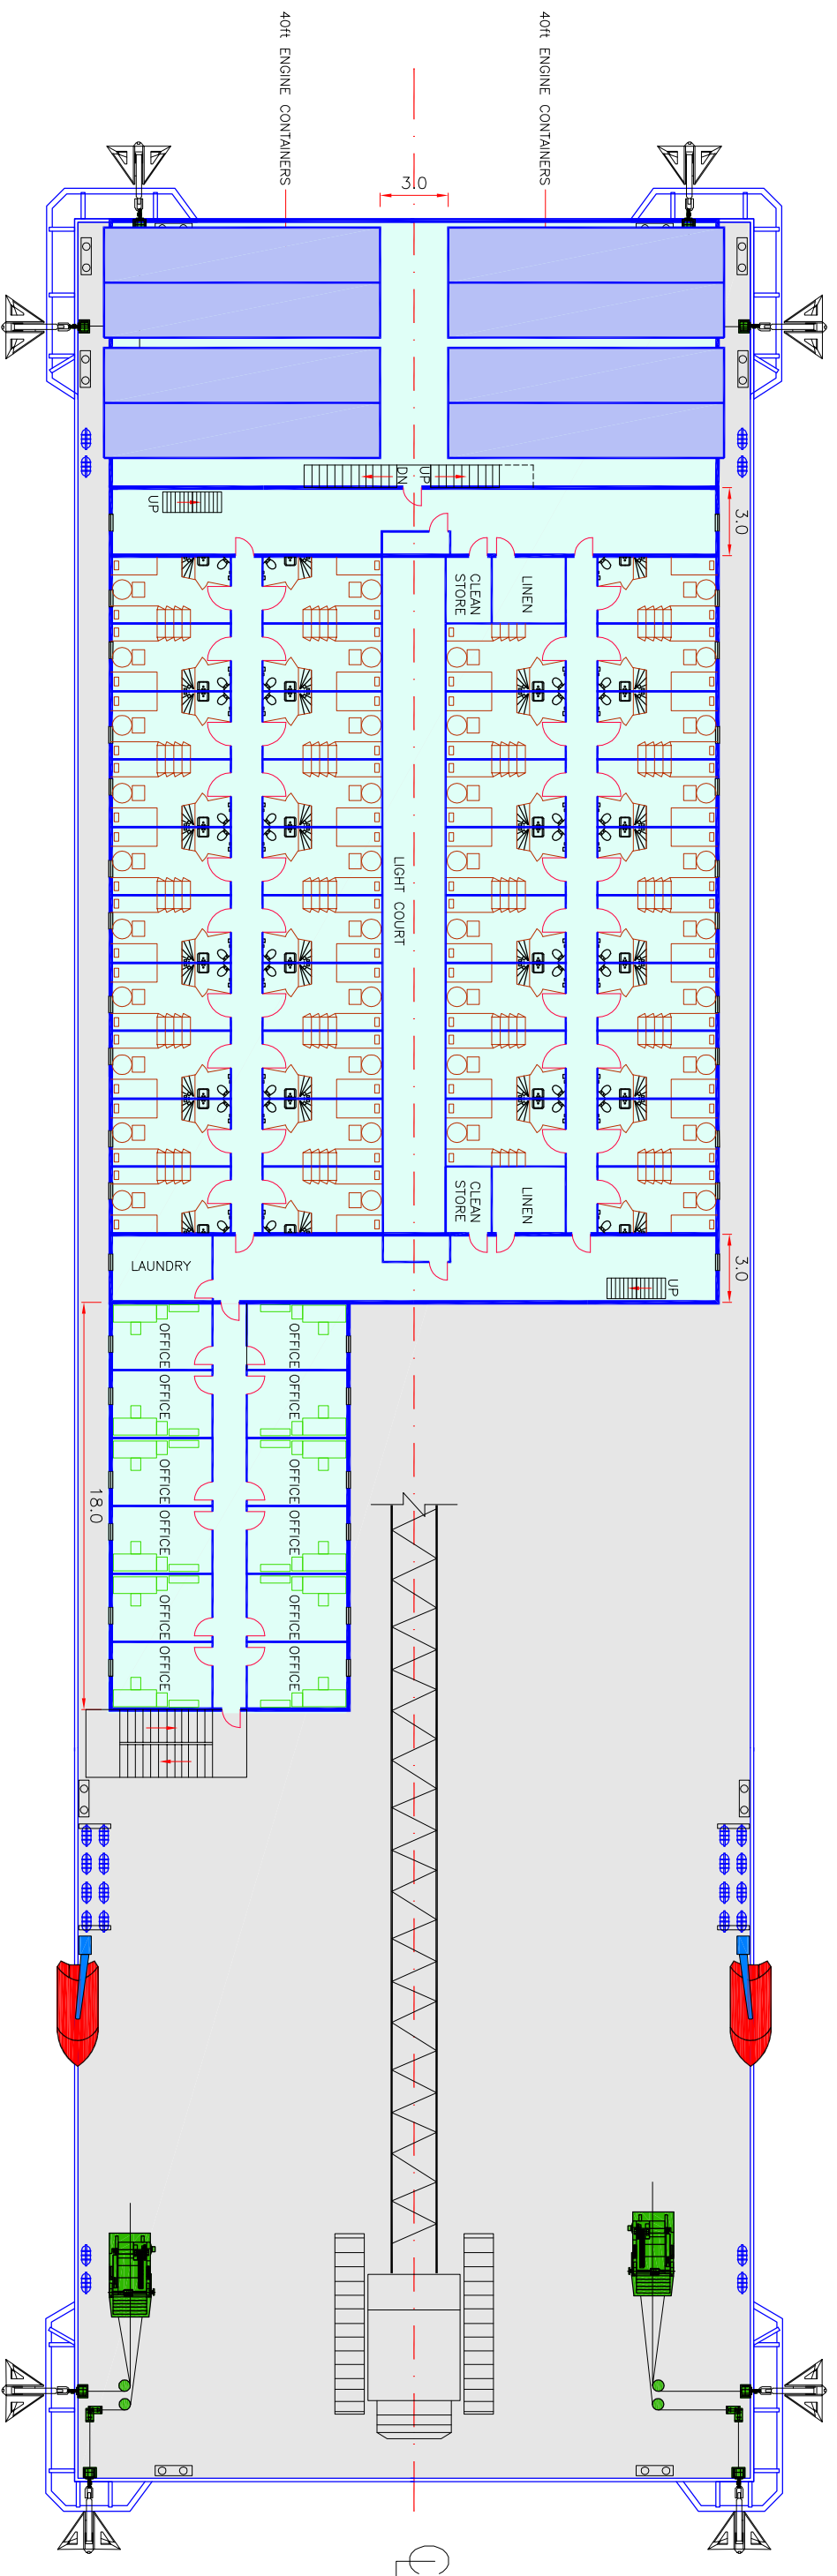 40ft ENGINE CONTAINERS
40ft ENGINE CONTAINERS
3.0
UP
DN
UP
3.0
CLEAN
STORE
LINEN
LIGHT COURT
CLEAN
STORE
LINEN
LAUNDRY
3.0
UP
OFFICE
OFFICE
OFFICE
OFFICE
OFFICE
OFFICE
OFFICE
OFFICE
OFFICE
OFFICE
OFFICE
OFFICE
18.0
CL